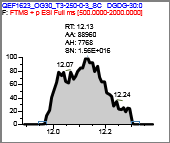 QEF1623_OG30_T3-250-0-3_SC DGDG-30:0
F: FTMS + p ESI Full ms [500.0000-2000.0000]
RT: 12.13
AA: 88960
AH: 7768
SN: 1.56E+016
100
80
60
40
20
0
12.07
12.24
12.0
12.2